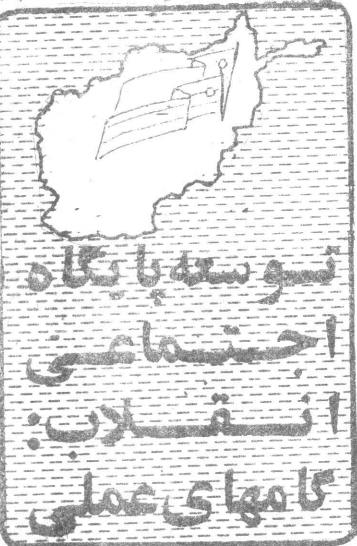 توسعه پایگاه
اجتماعی
انقلاب:
گامهای عملی